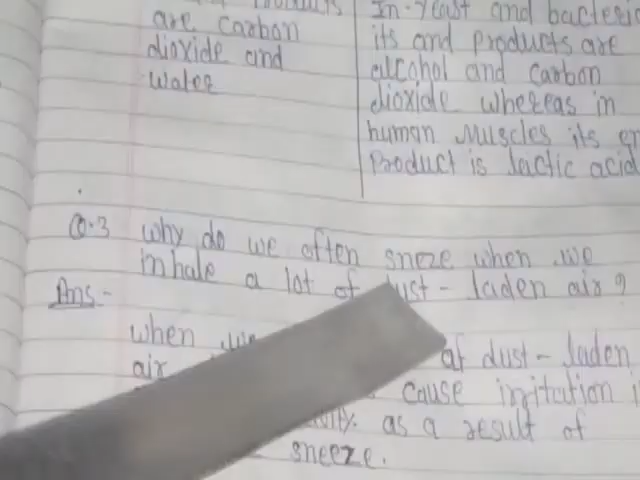 are carbon
dioxide and
water
In-yeast and
its end products are
alcohol and carbon
dioxide whereas in
human muscles its
product is lactic acid
Q.3 why do we often sneze when we
inhale a lot of dust - laden air?
Ans-
when
of dust - laden
air
cause irritation
as a result of
sneeze.